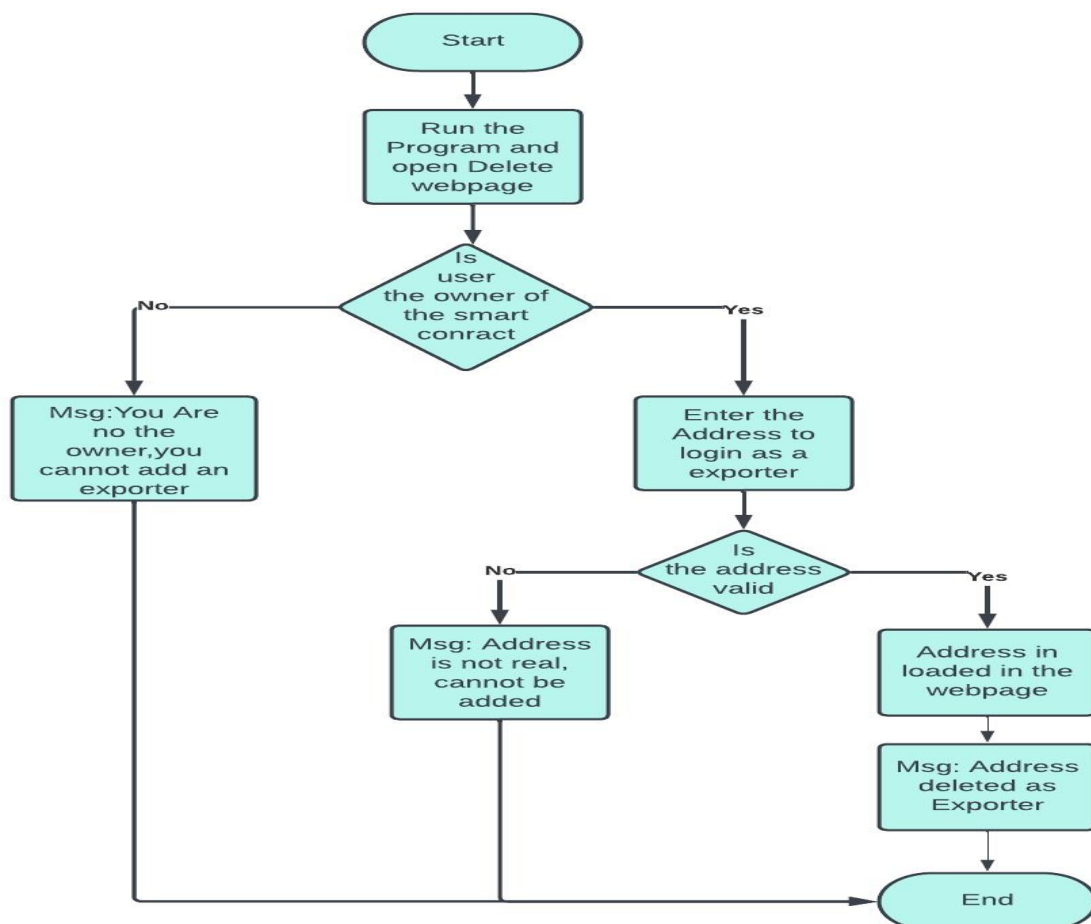 Start
Run the
Program and
open Delete
webpage
Is
user
the owner of
the smart
conract
No
Yes
Msg:You Are
no the
owner,you
cannot add an
exporter
Enter the
Address to
login as a
exporter
Is
the address
valid
No
Yes
Msg: Address
is not real,
cannot be
added
Address in
loaded in the
webpage
Msg: Address
deleted as
Exporter
End